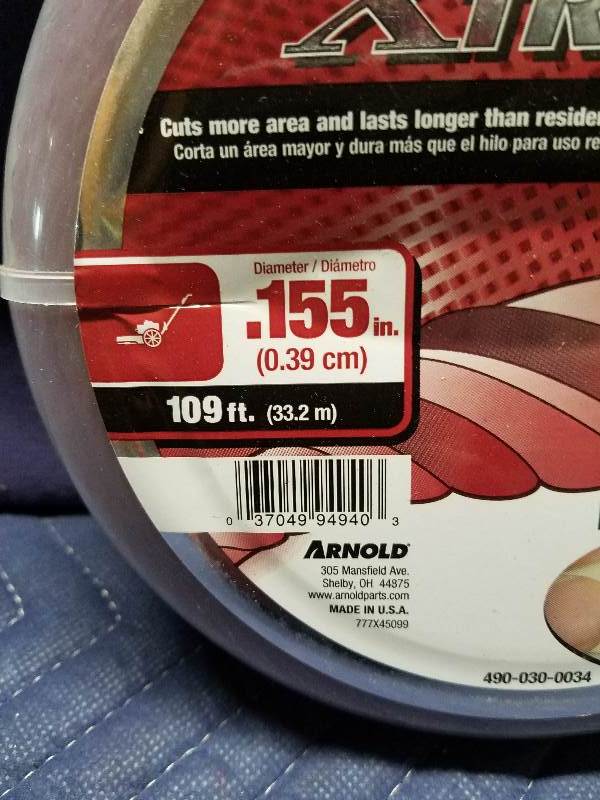 Cuts more area and lasts longer than
Corta un área mayor y dura más que el hilo para uso
Diameter / Diámetro
.155 in.
(0.39 cm)
109 ft. (33.2 m)
0 37049 94940 3
ARNOLD
305 Mansfield Ave.
Shelby, OH 44875
www.arnoldparts.com
MADE IN U.S.A.
777X45099
490-030-0034